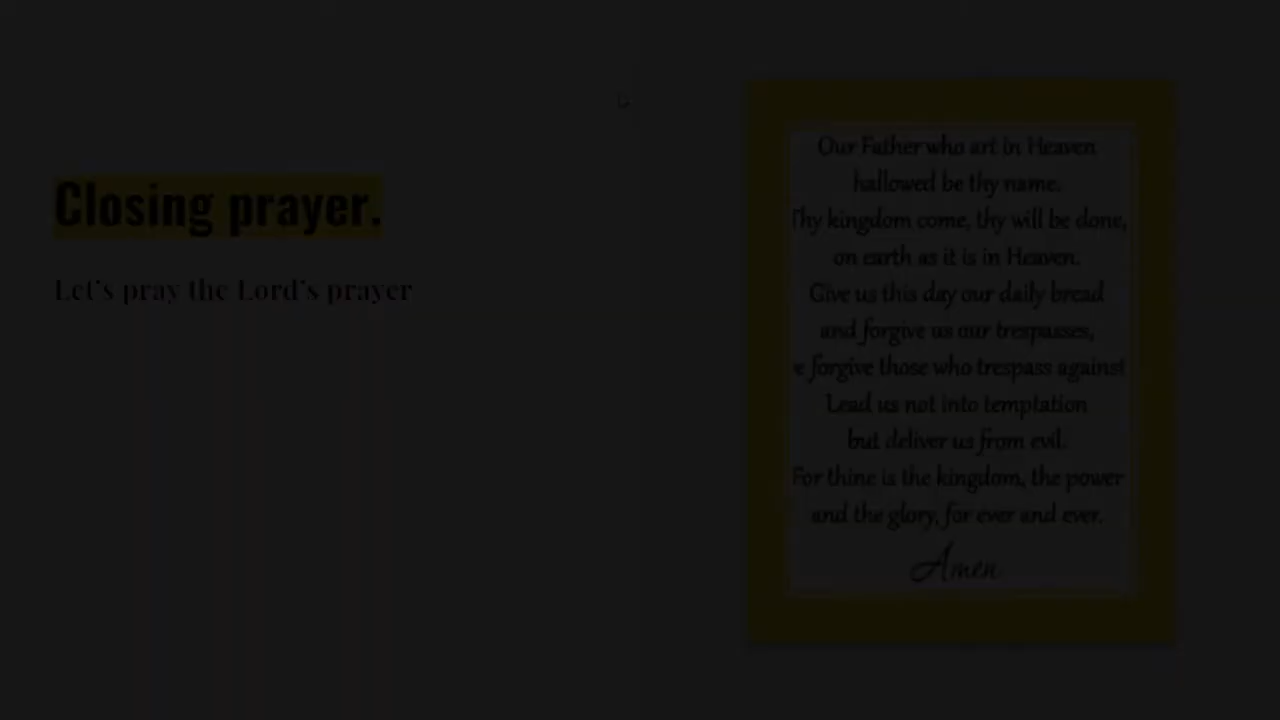 Closing prayer.
Let's pray the Lord's prayer
Our Father who art in Heaven
hallowed be thy name.
Thy kingdom come, thy will be done,
on earth as it is in Heaven.
Give us this day our daily bread
and forgive us our trespasses,
e forgive those who trespass against
Lead us not into temptation
but deliver us from evil.
For thine is the kingdom, the power
and the glory, for ever and ever.
Amen